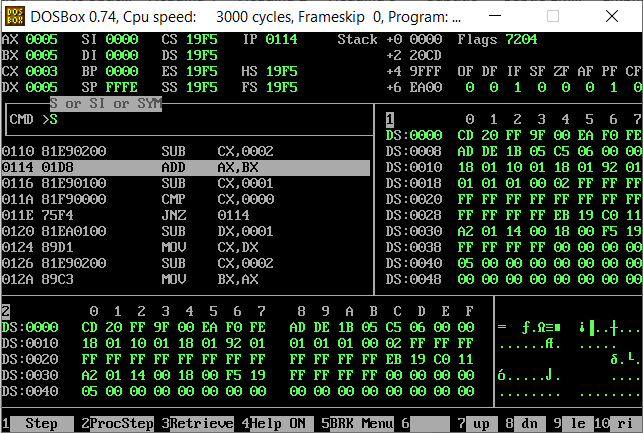 DOSBox 0.74, Cpu speed: 3000 cycles, Frameskip 0, Program: ...
AX 0005 SI 0000 CS 19F5 IP 0114 Stack +0 0000 Flags 7204
BX 0005 DI 0000 DS 19F5 +2 20CD
CX 0003 BP 0000 ES 19F5 HS 19F5 +4 9FFF OF DF IF SF ZF AF PF CF
DX 0005 SP FFFE SS 19F5 FS 19F5 +6 EA00 0 0 1 0 0 0 1 0
S or SI or SYM
CMD >S
1 0 1 2 3 4 5 6 7
DS:0000 CD 20 FF 9F 00 EA F0 FE
DS:0008 AD DE 1B 05 C5 06 00 00
DS:0010 18 01 10 01 18 01 92 01
DS:0018 01 01 01 00 02 FF FF FF
DS:0020 FF FF FF FF FF FF FF FF
DS:0028 FF FF FF FF EB 19 C0 11
DS:0030 A2 01 14 00 18 00 F5 19
DS:0038 FF FF FF FF 00 00 00 00
DS:0040 05 00 00 00 00 00 00 00
DS:0048 00 00 00 00 00 00 00 00
0110 81E90200 SUB CX,0002
0114 01D8 ADD AX,BX
0116 81E90100 SUB CX,0001
011A 81F90000 CMP CX,0000
011E 75F4 JNZ 0114
0120 81EA0100 SUB DX,0001
0124 89D1 MOV CX,DX
0126 81E90200 SUB CX,0002
012A 89C3 MOV BX,AX
2 0 1 2 3 4 5 6 7 8 9 A B C D E F
DS:0000 CD 20 FF 9F 00 EA F0 FE AD DE 1B 05 C5 06 00 00
DS:0010 18 01 10 01 18 01 92 01 01 01 01 00 02 FF FF FF
DS:0020 FF FF FF FF FF FF FF FF FF FF FF FF EB 19 C0 11
DS:0030 A2 01 14 00 18 00 F5 19 FF FF FF FF 00 00 00 00
DS:0040 05 00 00 00 00 00 00 00 00 00 00 00 00 00 00 00
1 Step 2 ProcStep 3 Retrieve 4 Help ON 5 BRK Menu 6 7 up 8 dn 9 le 10 ri